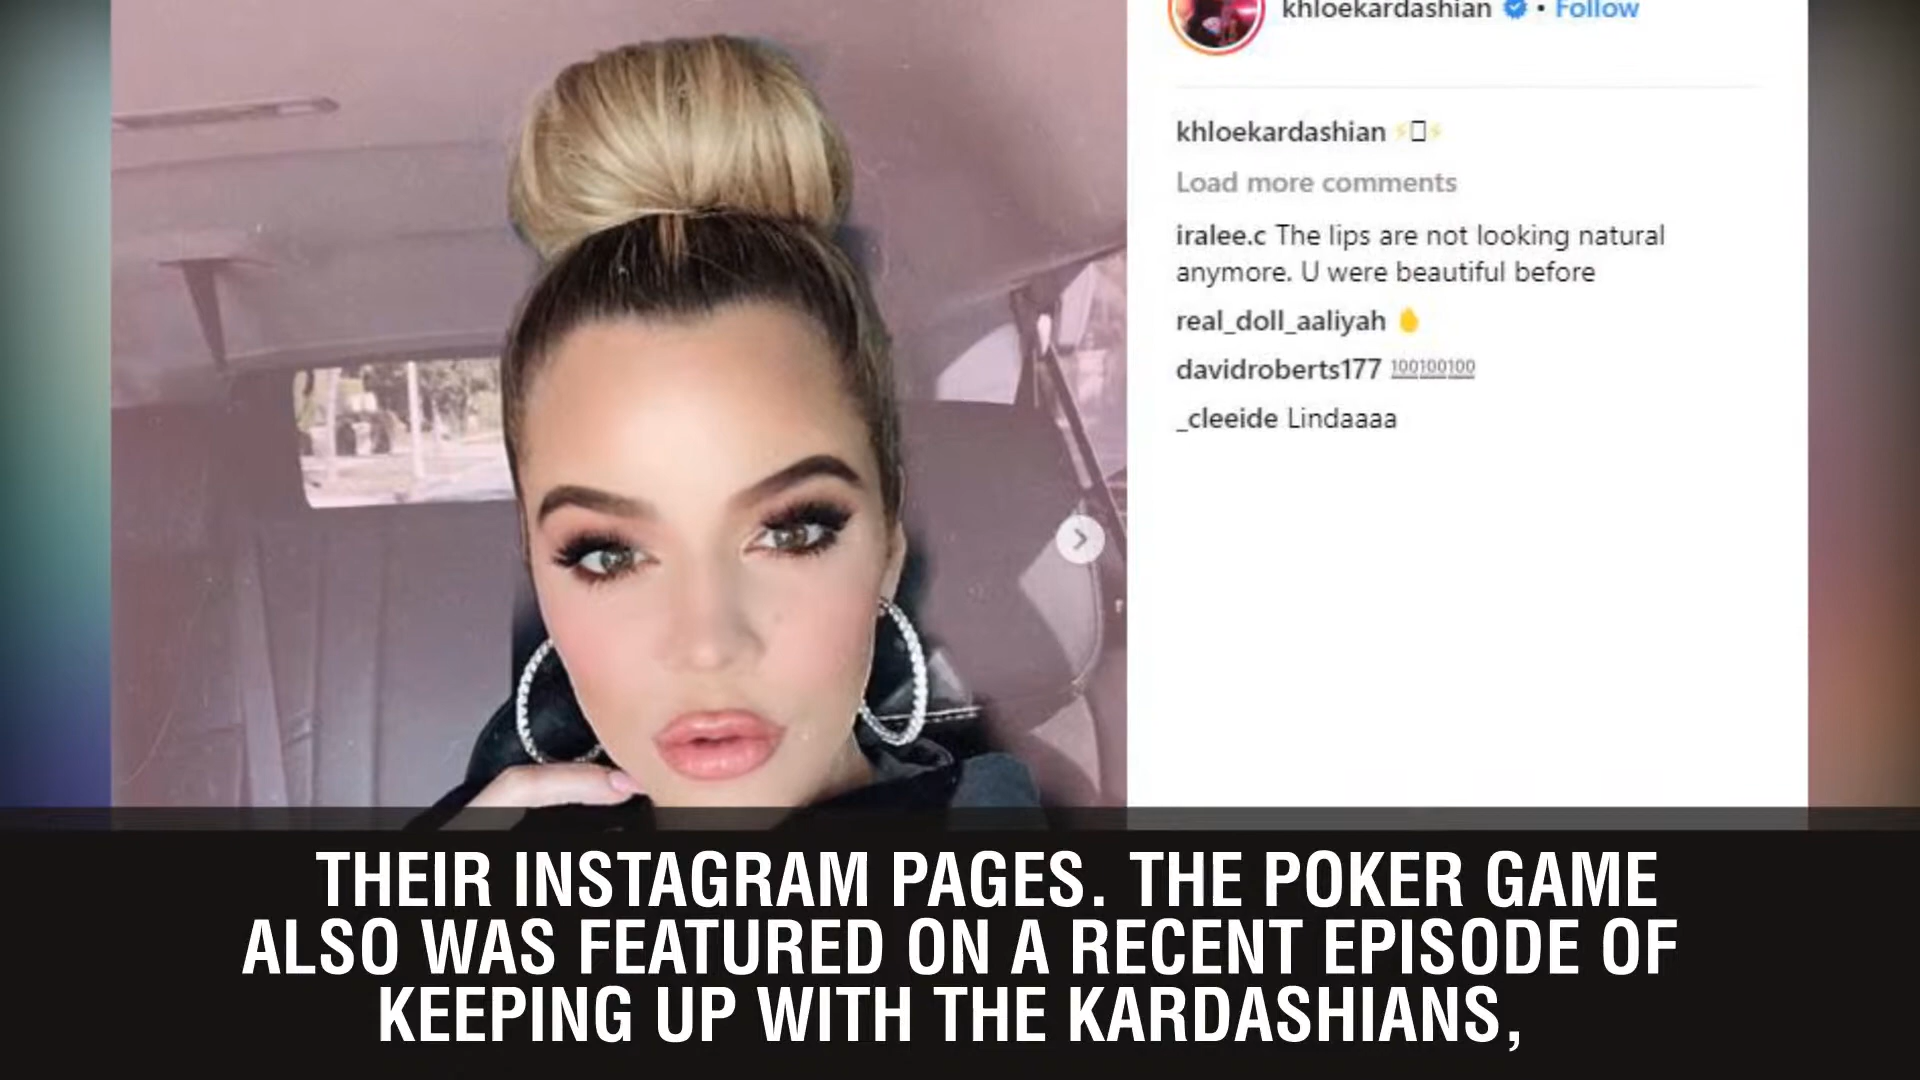 khloekardashian • Follow
khloekardashian
Load more comments
iralee.c The lips are not looking natural
anymore. U were beautiful before
real_doll_aaliyah
davidroberts177 100100100
_cleeide Lindaaaa
THEIR INSTAGRAM PAGES. THE POKER GAME
ALSO WAS FEATURED ON A RECENT EPISODE OF
KEEPING UP WITH THE KARDASHIANS,